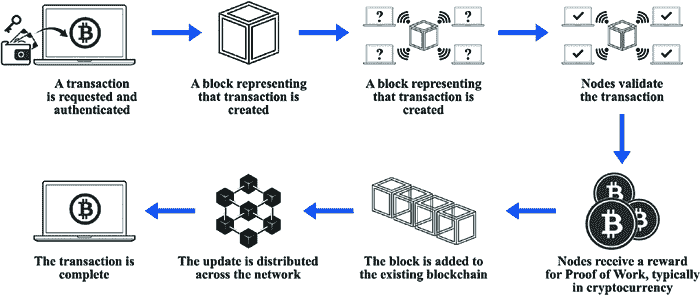 A transaction
is requested and
authenticated
A block representing
that transaction is
created
A block representing
that transaction is
created
Nodes validate
the transaction
Nodes receive a reward
for Proof of Work, typically
in cryptocurrency
The block is added to
the existing blockchain
The update is distributed
across the network
The transaction is
complete